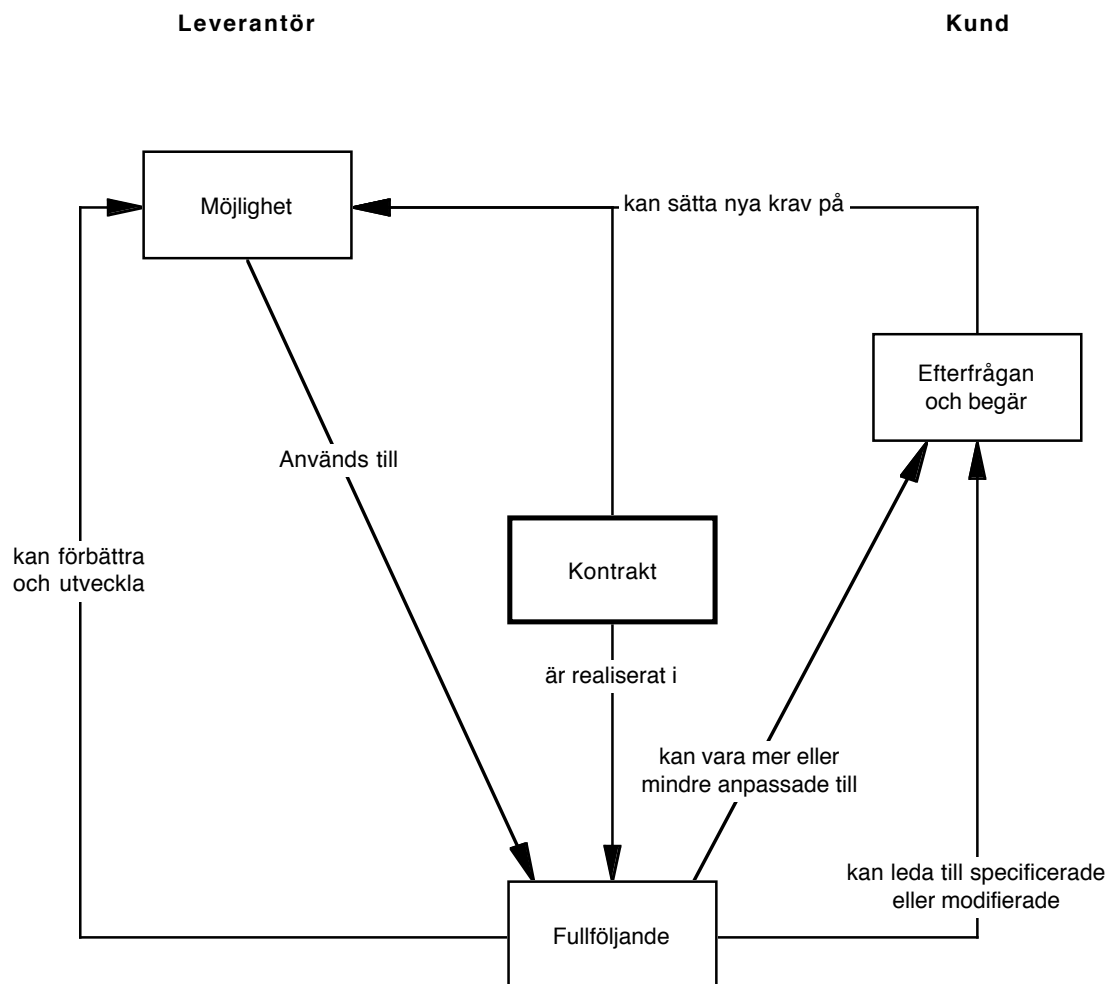 Leverantör
Kund
Möjlighet
kan sätta nya krav på
Efterfrågan
och begär
Används till
kan förbättra
och utveckla
Kontrakt
är realiserat i
kan vara mer eller
mindre anpassade till
kan leda till specificerade
eller modifierade
Fullföljande